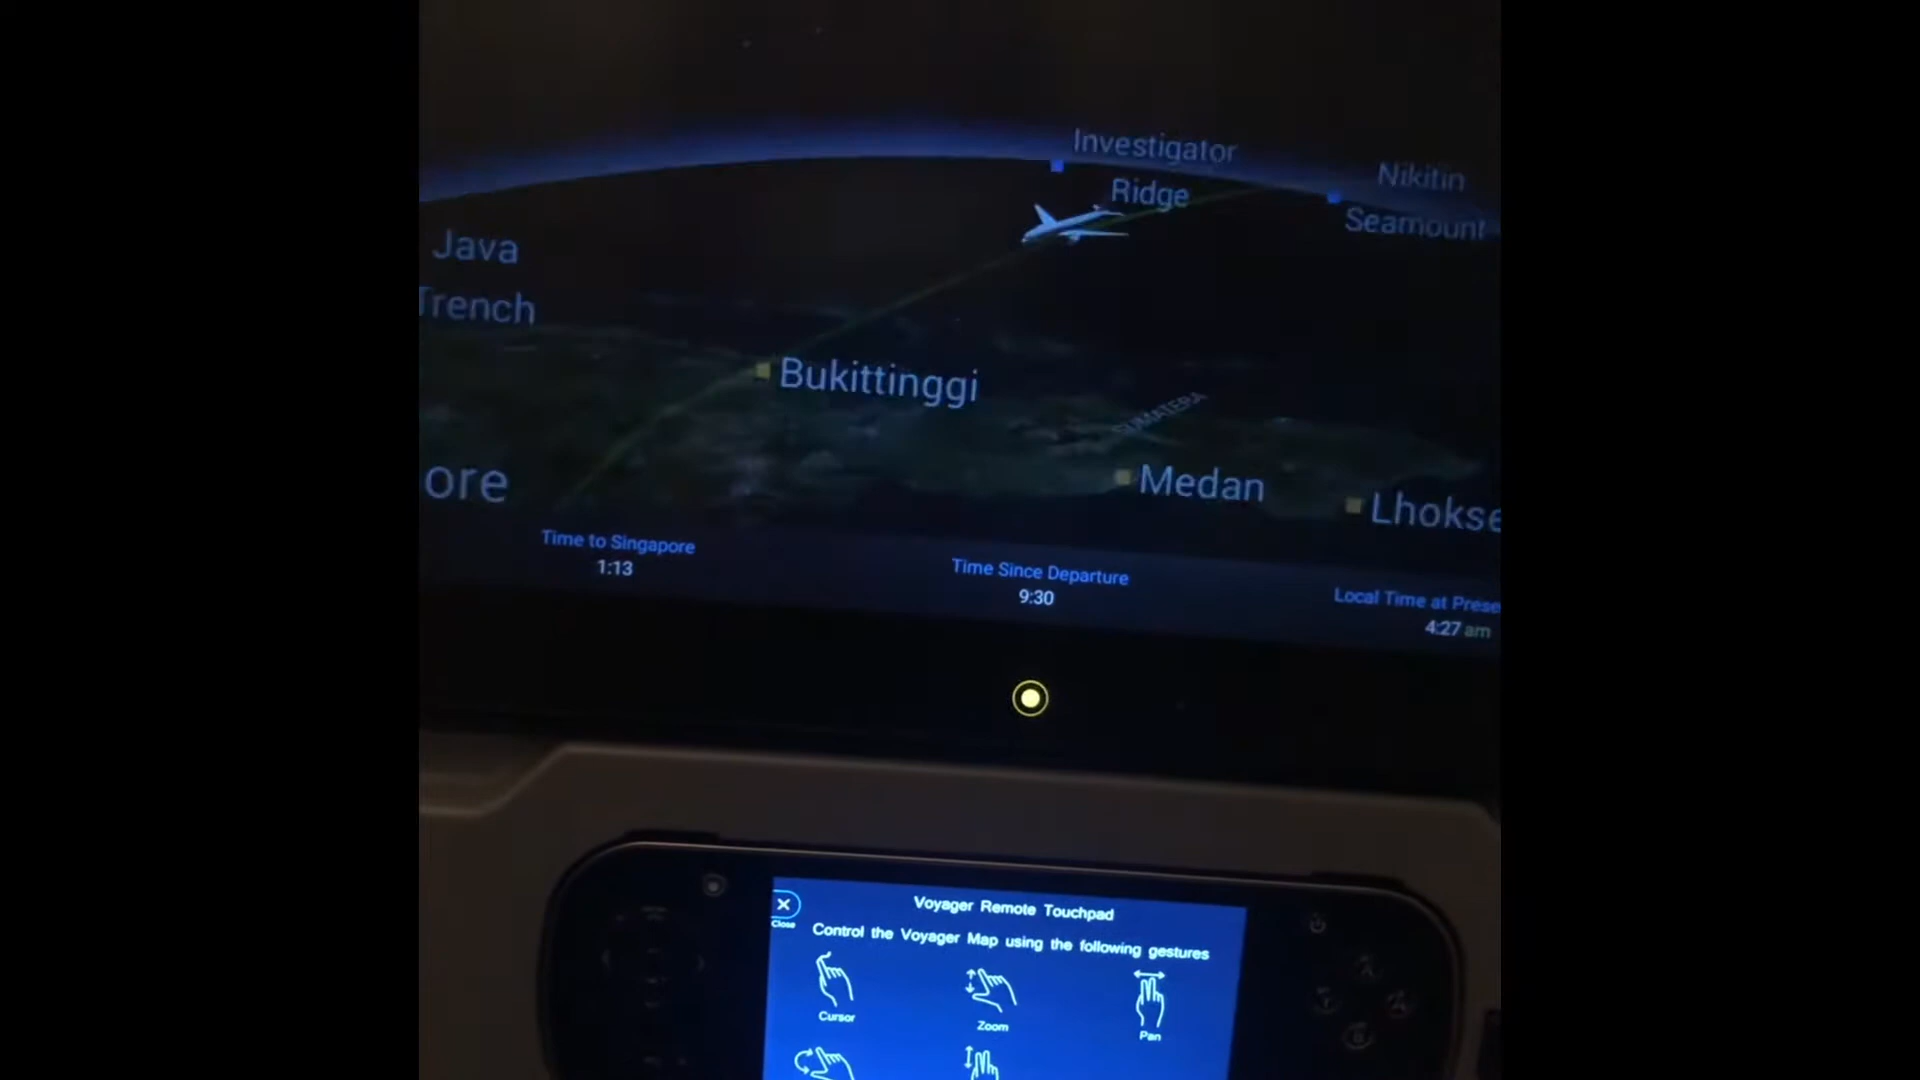 Investigator
Ridge
Nikitin
Seamount
Java
Trench
Bukittinggi
SUMATERA
ore
Medan
Lhokse
Time to Singapore
1:13
Time Since Departure
9:30
Local Time at Prese
4:27 am
Close
Voyager Remote Touchpad
Control the Voyager Map using the following gestures
Cursor
Zoom
Pan